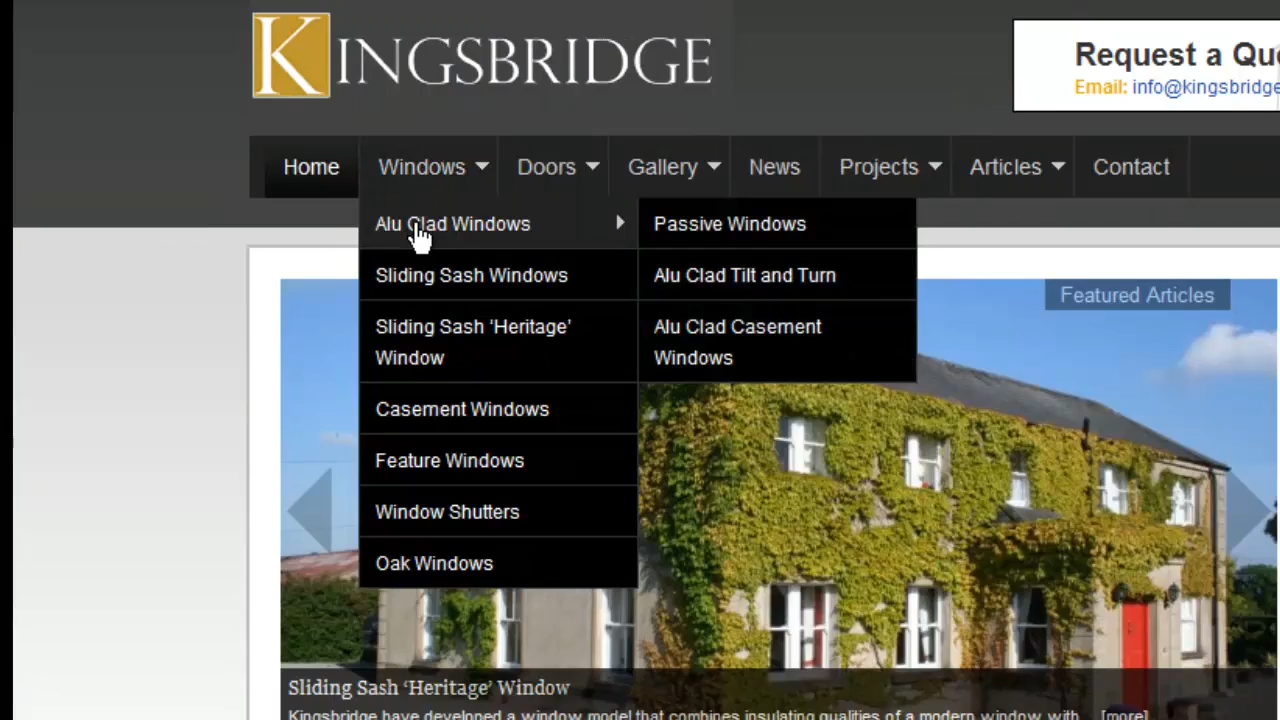 KINGSBRIDGE
Request a Qu
Email: info@kingsbridge
Home Windows Doors Gallery News Projects Articles Contact
Alu Clad Windows
Sliding Sash Windows
Sliding Sash ‘Heritage’
Window
Casement Windows
Feature Windows
Window Shutters
Oak Windows
Passive Windows
Alu Clad Tilt and Turn
Alu Clad Casement
Windows
Featured Articles
Sliding Sash ‘Heritage’ Window
Kingsbridge have developed a window model that combines insulating qualities of a modern window with... [more]